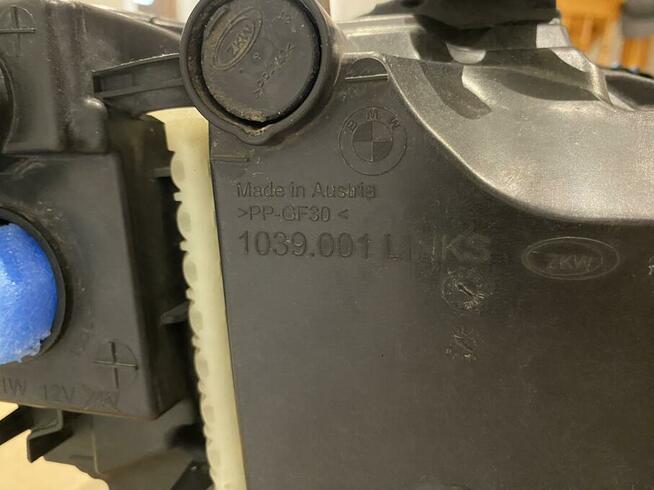 ZKW
BMW
Made in Austria
>PP-GF30<
1039.001 LINKS
ZKW
12V